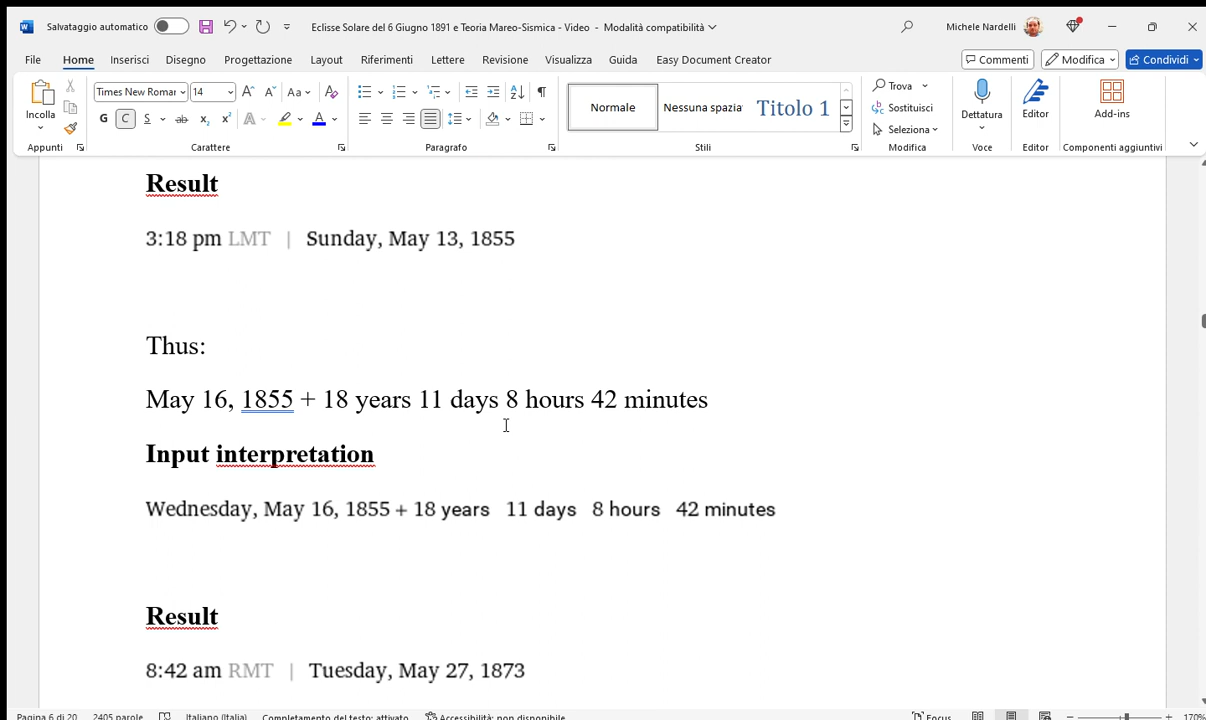 Salvataggio automatico
Eclisse Solare del 6 Giugno 1891 e Teoria Mareo-Sismica - Video - Modalità compatibilità
Michele Nardelli
File Home Inserisci Disegno Progettazione Layout Riferimenti Lettere Revisione Visualizza Guida Easy Document Creator
Commenti Modifica Condividi
Incolla
Times New Roman 14
Normale Nessuna spazia Titolo 1
Trova
Sostituisci
Seleziona
Dettatura Editor Add-ins
Appunti Carattere Paragrafo Stili Modifica Voce Editor Componenti aggiuntivi
Result
3:18 pm LMT | Sunday, May 13, 1855
Thus:
May 16, 1855 + 18 years 11 days 8 hours 42 minutes
Input interpretation
Wednesday, May 16, 1855 + 18 years 11 days 8 hours 42 minutes
Result
8:42 am RMT | Tuesday, May 27, 1873
Pagina 6 di 20 2405 parole Italiano (Italia) Completamento del testo: attivato Accessibilità: non disponibile Focus 170%